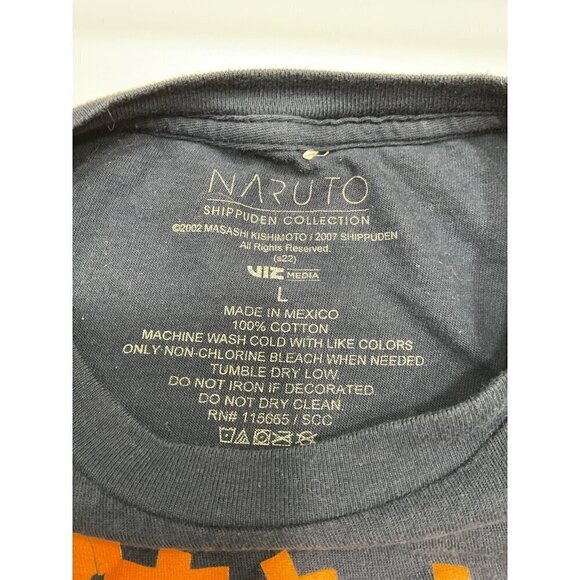 NARUTO
SHIPPUDEN COLLECTION
©2002 MASASHI KISHIMOTO / 2007 SHIPPUDEN
All Rights Reserved.
(s22)
VIZ MEDIA
L
MADE IN MEXICO
100% COTTON
MACHINE WASH COLD WITH LIKE COLORS
ONLY NON-CHLORINE BLEACH WHEN NEEDED
TUMBLE DRY LOW.
DO NOT IRON IF DECORATED.
DO NOT DRY CLEAN.
RN# 115665 / SCC